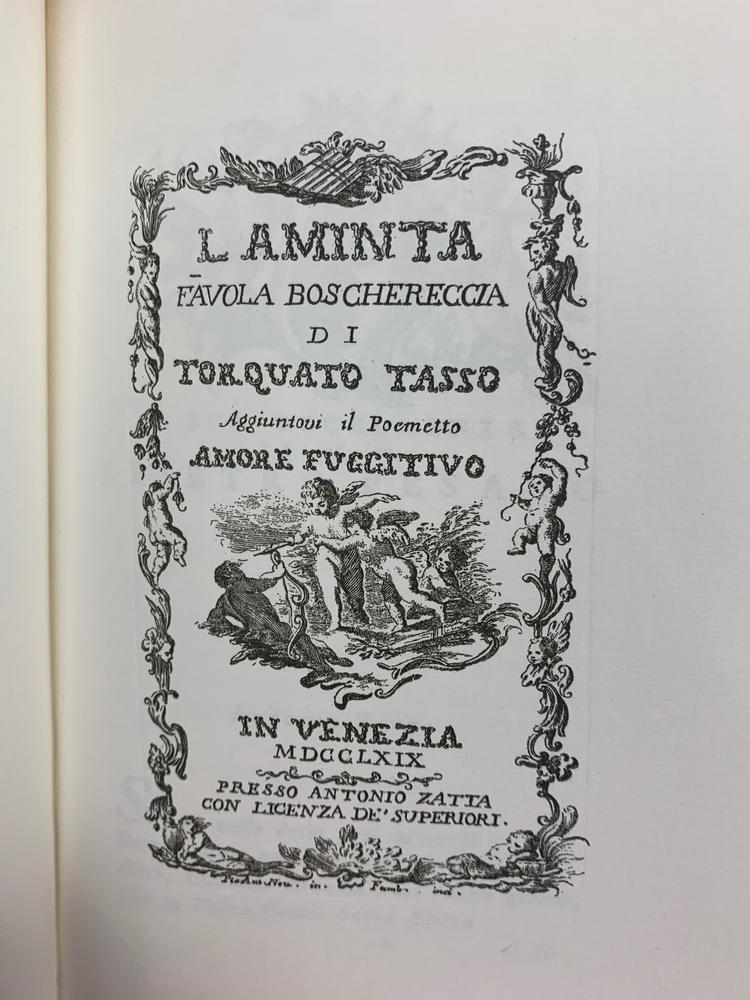 L AMINTA
FAVOLA BOSCHERECCIA
DI
TORQUATO TASSO
Aggiuntovi il Poemetto
AMORE FUGGITIVO
IN VENEZIA
MDCCLXIX
PRESSO ANTONIO ZATTA
CON LICENZA DE' SUPERIORI.